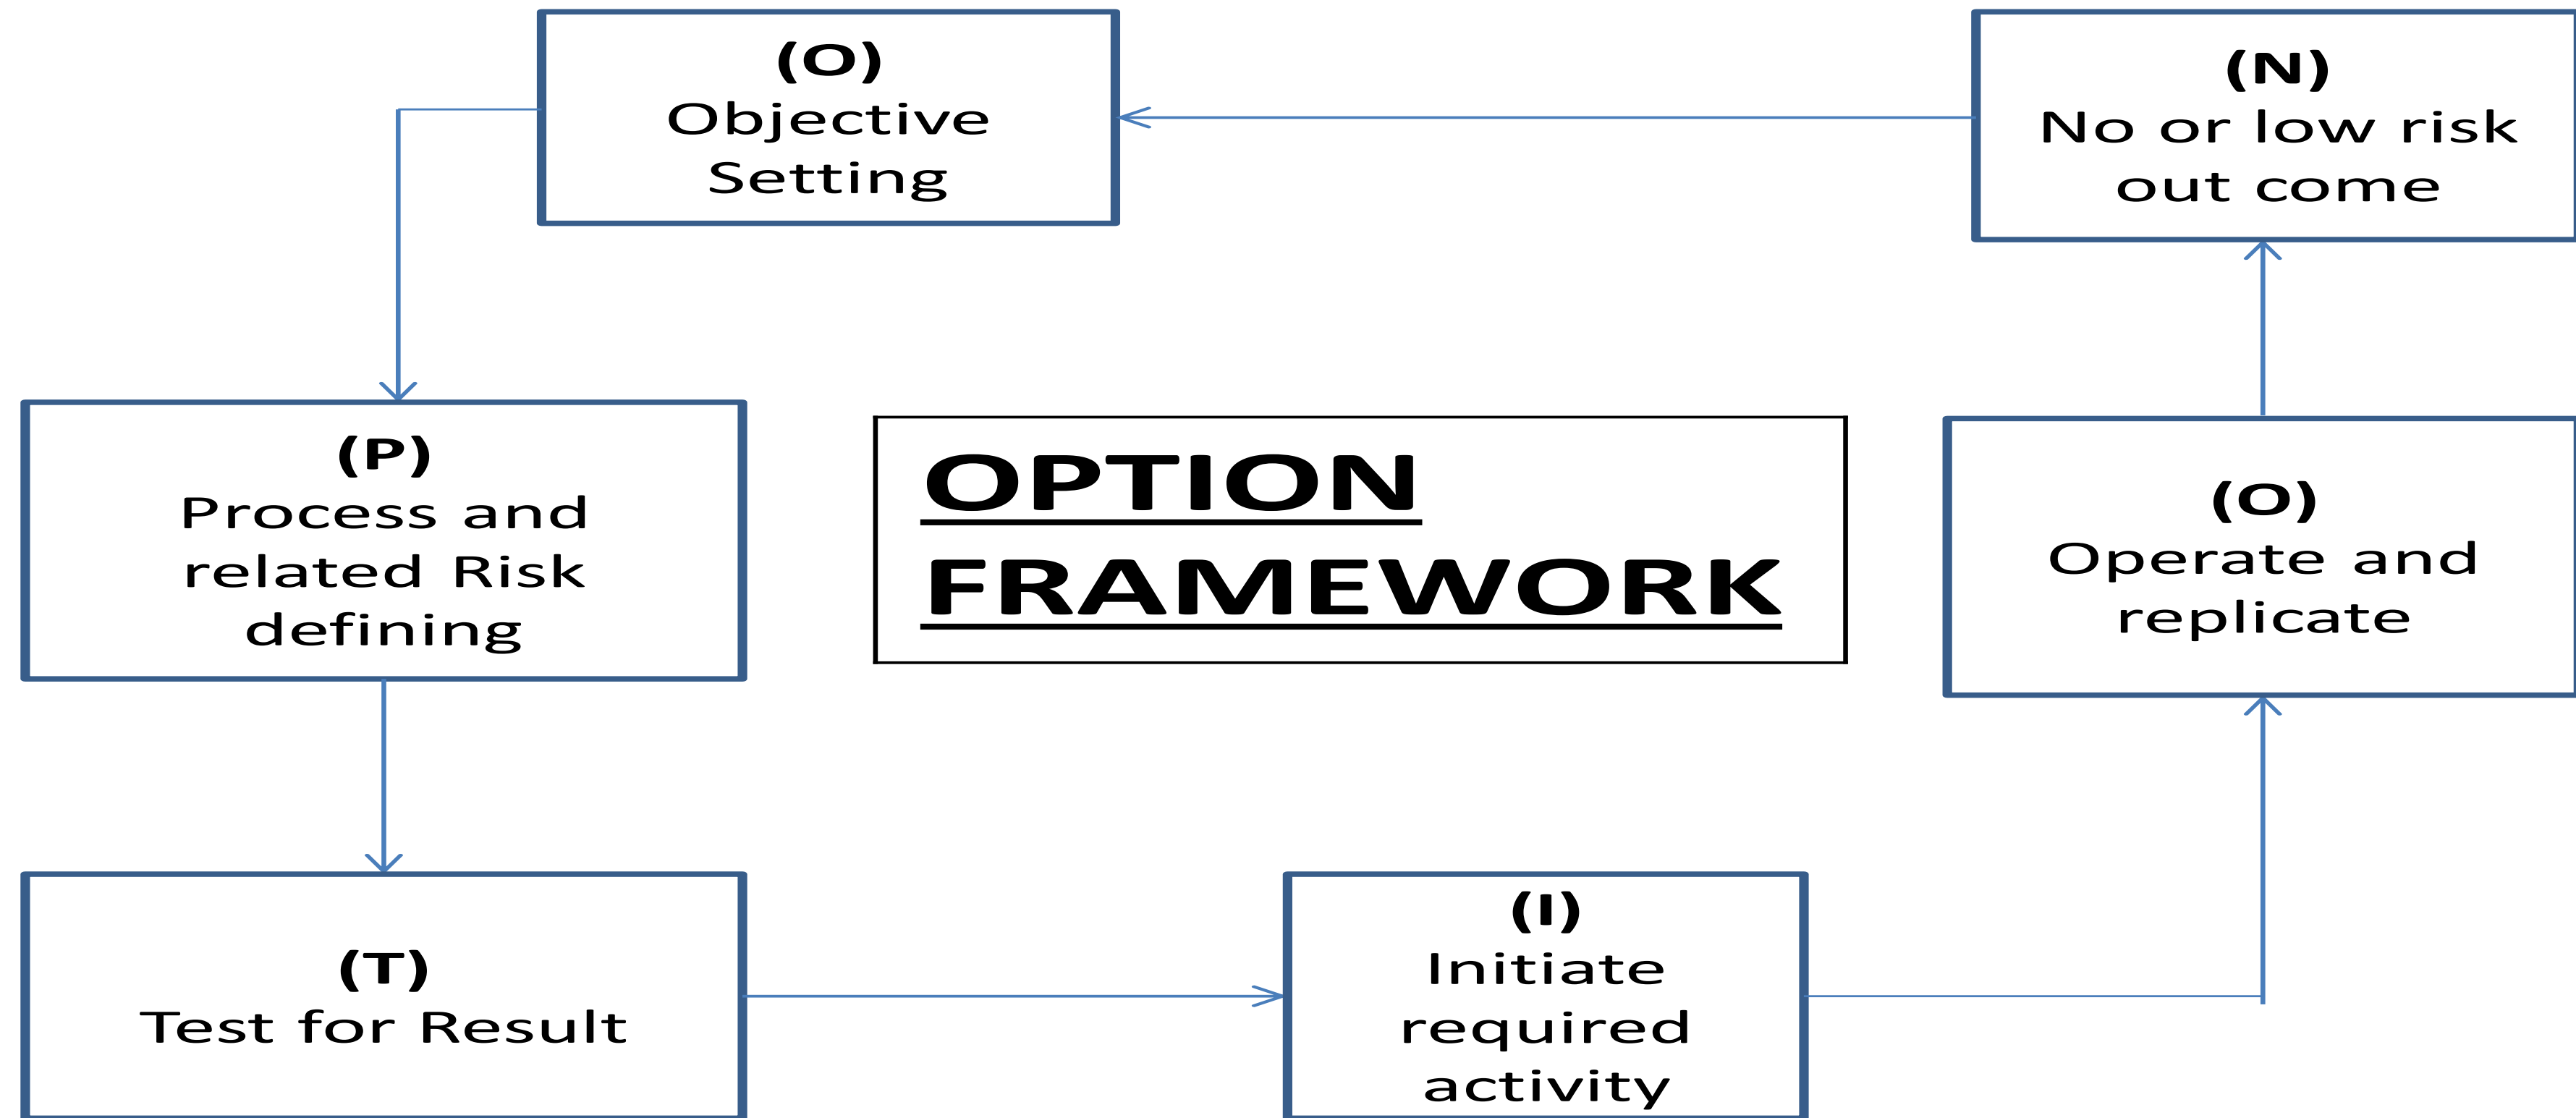 (O)
Objective
Setting
(N)
No or low risk
out come
(P)
Process and
related Risk
defining
OPTION
FRAMEWORK
(O)
Operate and
replicate
(T)
Test for Result
(I)
Initiate
required
activity